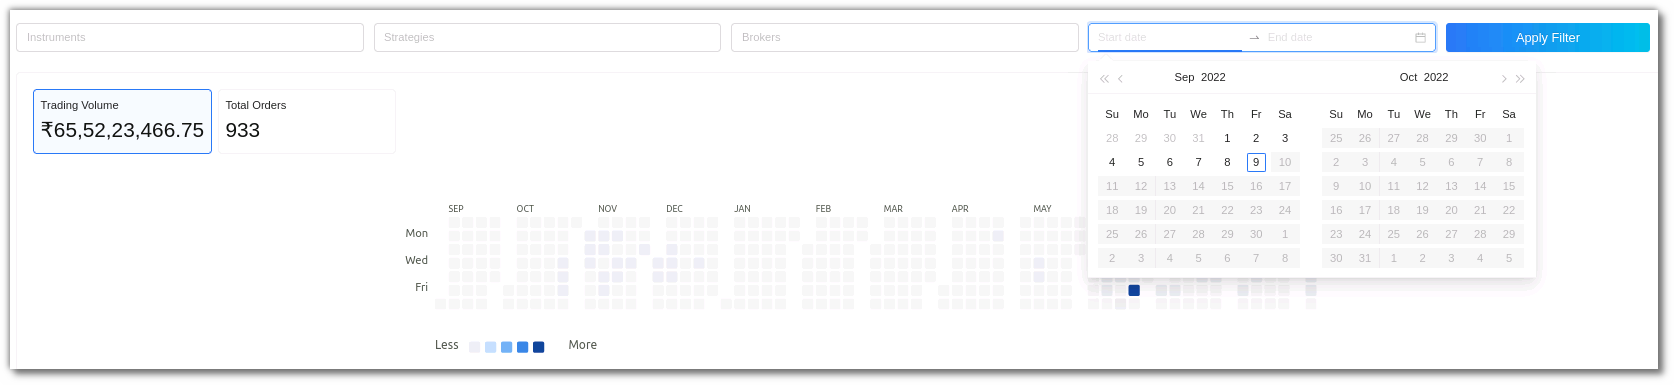 Instruments Strategies Brokers Start date → End date Apply Filter
Sep 2022 Oct 2022
Su Mo Tu We Th Fr Sa Su Mo Tu We Th Fr Sa
28 29 30 31 1 2 3 25 26 27 28 29 30 1
4 5 6 7 8 9 10 2 3 4 5 6 7 8
11 12 13 14 15 16 17 9 10 11 12 13 14 15
18 19 20 21 22 23 24 16 17 18 19 20 21 22
25 26 27 28 29 30 1 23 24 25 26 27 28 29
2 3 4 5 6 7 8 30 31 1 2 3 4 5
Trading Volume Total Orders
₹65,52,23,466.75 933
SEP OCT NOV DEC JAN FEB MAR APR MAY
Mon
Wed
Fri
Less More